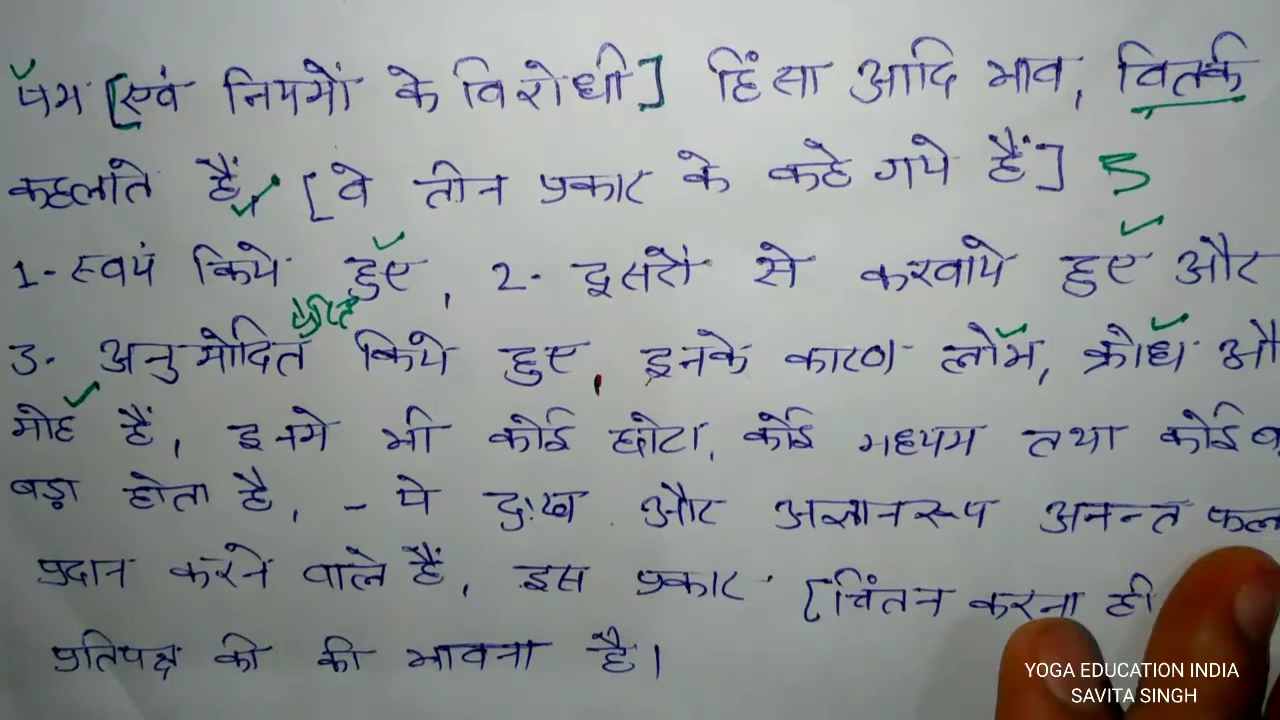 यम [एवं नियमों के विरोधी] हिंसा आदि भाव, वितर्क
कहलाते हैं, [वे तीन प्रकार के कहे गये हैं] 5
1- स्वयं किये हुए, 2- दूसरों से करवाये हुए और
3- अनुमोदित किये हुए, इनके कारण लोभ, क्रोध औ
मोह हैं, इनमे भी कोई छोटा, कोई मध्यम तथा कोई ब
बड़ा होता है, - ये दुःख और अज्ञानरूप अनन्त फल
प्रदान करने वाले हैं, इस प्रकार [चिंतन करना ही
प्रतिपक्ष की की भावना है।
YOGA EDUCATION INDIA
SAVITA SINGH